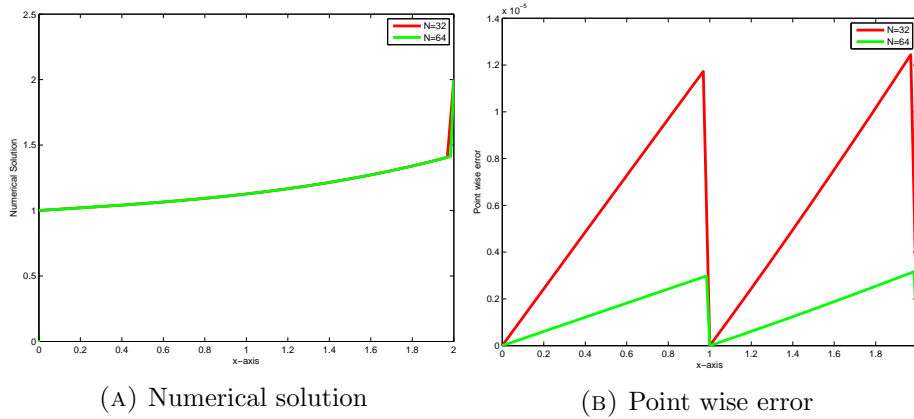 2.5
2
1.5
1
0.5
0
Numerical Solution
N=32
N=64
0 0.2 0.4 0.6 0.8 1 1.2 1.4 1.6 1.8 2
x−axis
(A) Numerical solution
x 10⁻⁵
1.4
1.2
1
0.8
0.6
0.4
0.2
0
Point wise error
N=32
N=64
0 0.2 0.4 0.6 0.8 1 1.2 1.4 1.6 1.8
x−axis
(B) Point wise error